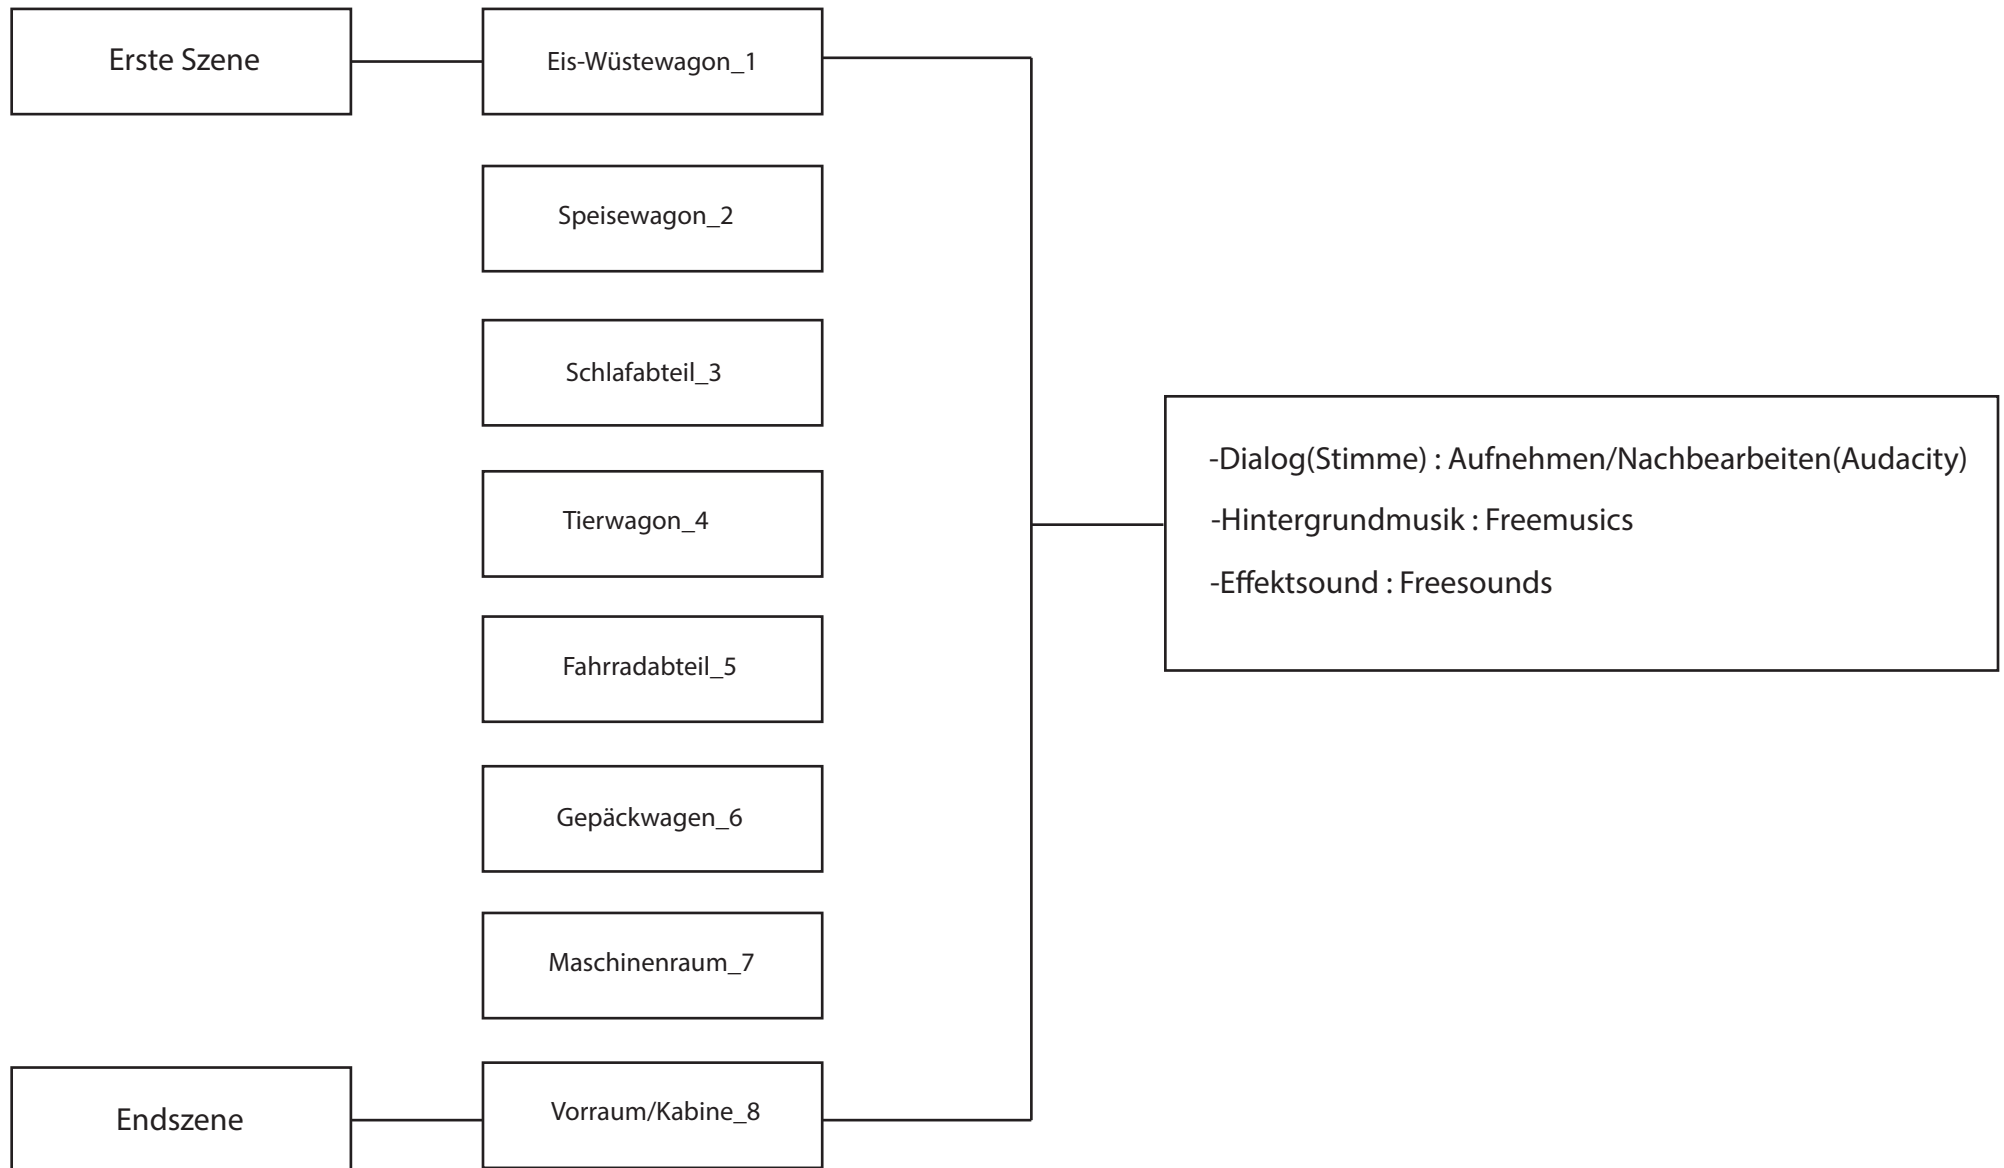 Erste Szene
Eis-Wüstewagon_1
Speisewagon_2
Schlafabteil_3
Tierwagon_4
Fahrradabteil_5
Gepäckwagen_6
Maschinenraum_7
Endszene
Vorraum/Kabine_8
-Dialog(Stimme) : Aufnehmen/Nachbearbeiten(Audacity)
-Hintergrundmusik : Freemusics
-Effektsound : Freesounds